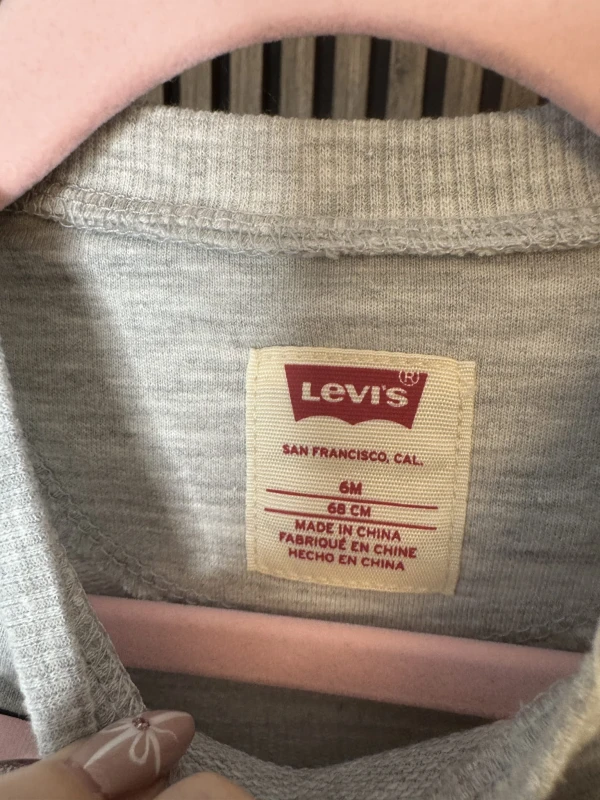 Levi's®
SAN FRANCISCO, CAL.
6M
68 CM
MADE IN CHINA
FABRIQUÉ EN CHINE
HECHO EN CHINA